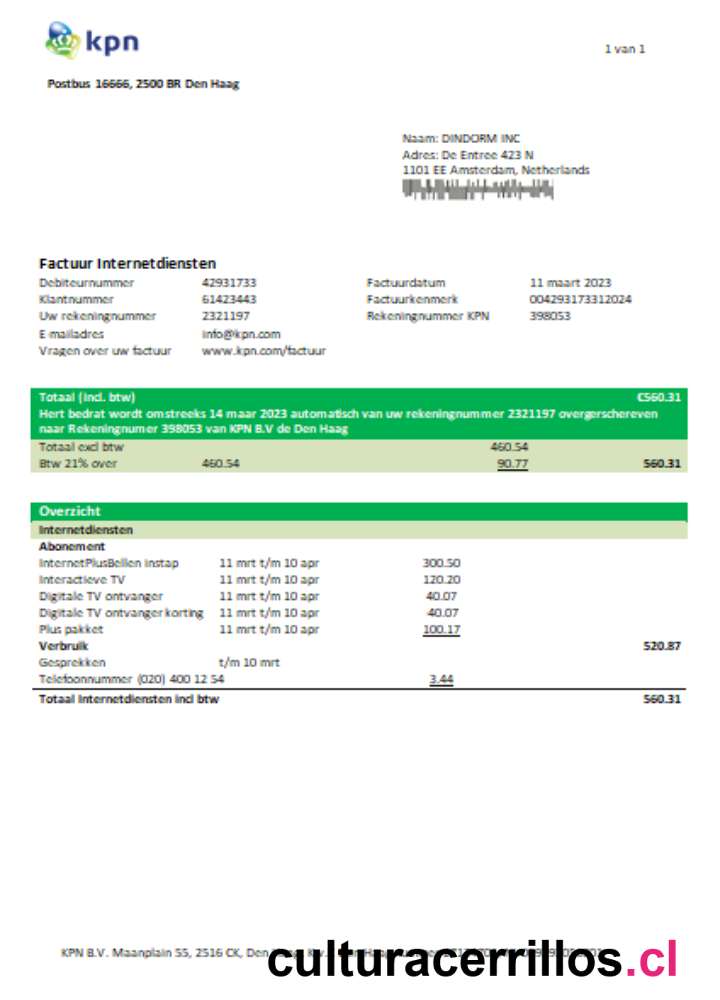 kpn
1 van 1
Postbus 16666, 2500 BR Den Haag
Naam: DINDORM INC
Adres: De Entree 423 N
1101 EE Amsterdam, Netherlands
Factuur Internetdiensten
Debiteurnummer 42931733 Factuurdatum 11 maart 2023
Klantnummer 61423443 Factuurkenmerk 004293173312024
Uw rekeningnummer 2321197 Rekeningnummer KPN 398053
E-mailadres info@kpn.com
Vragen over uw factuur www.kpn.com/factuur
Totaal (incl. btw) €560.31
Hert bedrat wordt omstreeks 14 maar 2023 automatisch van uw rekeningnummer 2321197 overgerschereven
naar Rekeningnumer 398053 van KPN B.V de Den Haag
Totaal excl btw 460.54
Btw 21% over 460.54 90.77 560.31
Overzicht
Internetdiensten
Abonement
InternetPlusBellen instap 11 mrt t/m 10 apr 300.50
Interactieve TV 11 mrt t/m 10 apr 120.20
Digitale TV ontvanger 11 mrt t/m 10 apr 40.07
Digitale TV ontvanger korting 11 mrt t/m 10 apr 40.07
Plus pakket 11 mrt t/m 10 apr 100.17
Verbruik 520.87
Gesprekken t/m 10 mrt
Telefoonnummer (020) 400 12 54 3.44
Totaal Internetdiensten incl btw 560.31
KPN B.V. Maanplain 55, 2516 CK, Den
culturacerrillos.cl